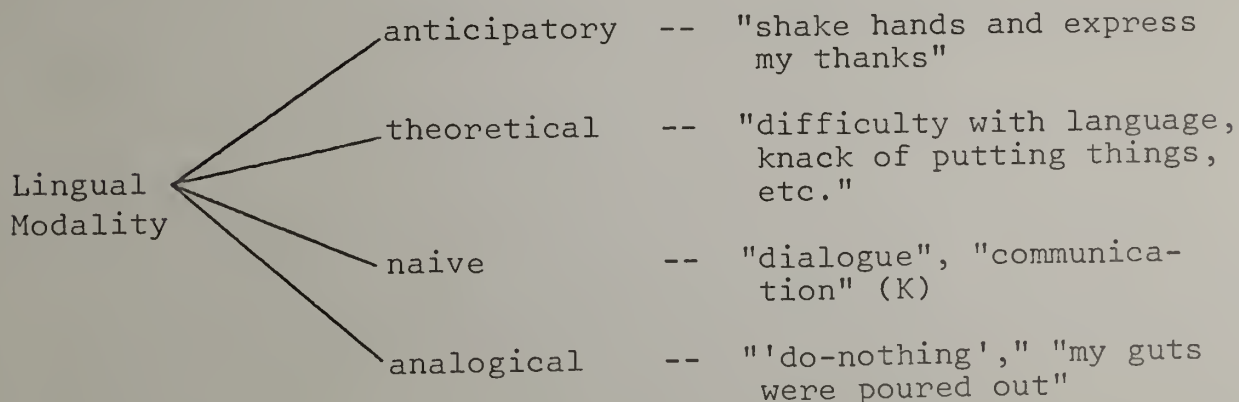 anticipatory -- "shake hands and express
my thanks"
theoretical -- "difficulty with language,
knack of putting things,
etc."
Lingual
Modality
naive -- "dialogue", "communica-
tion" (K)
analogical -- "'do-nothing'," "my guts
were poured out"